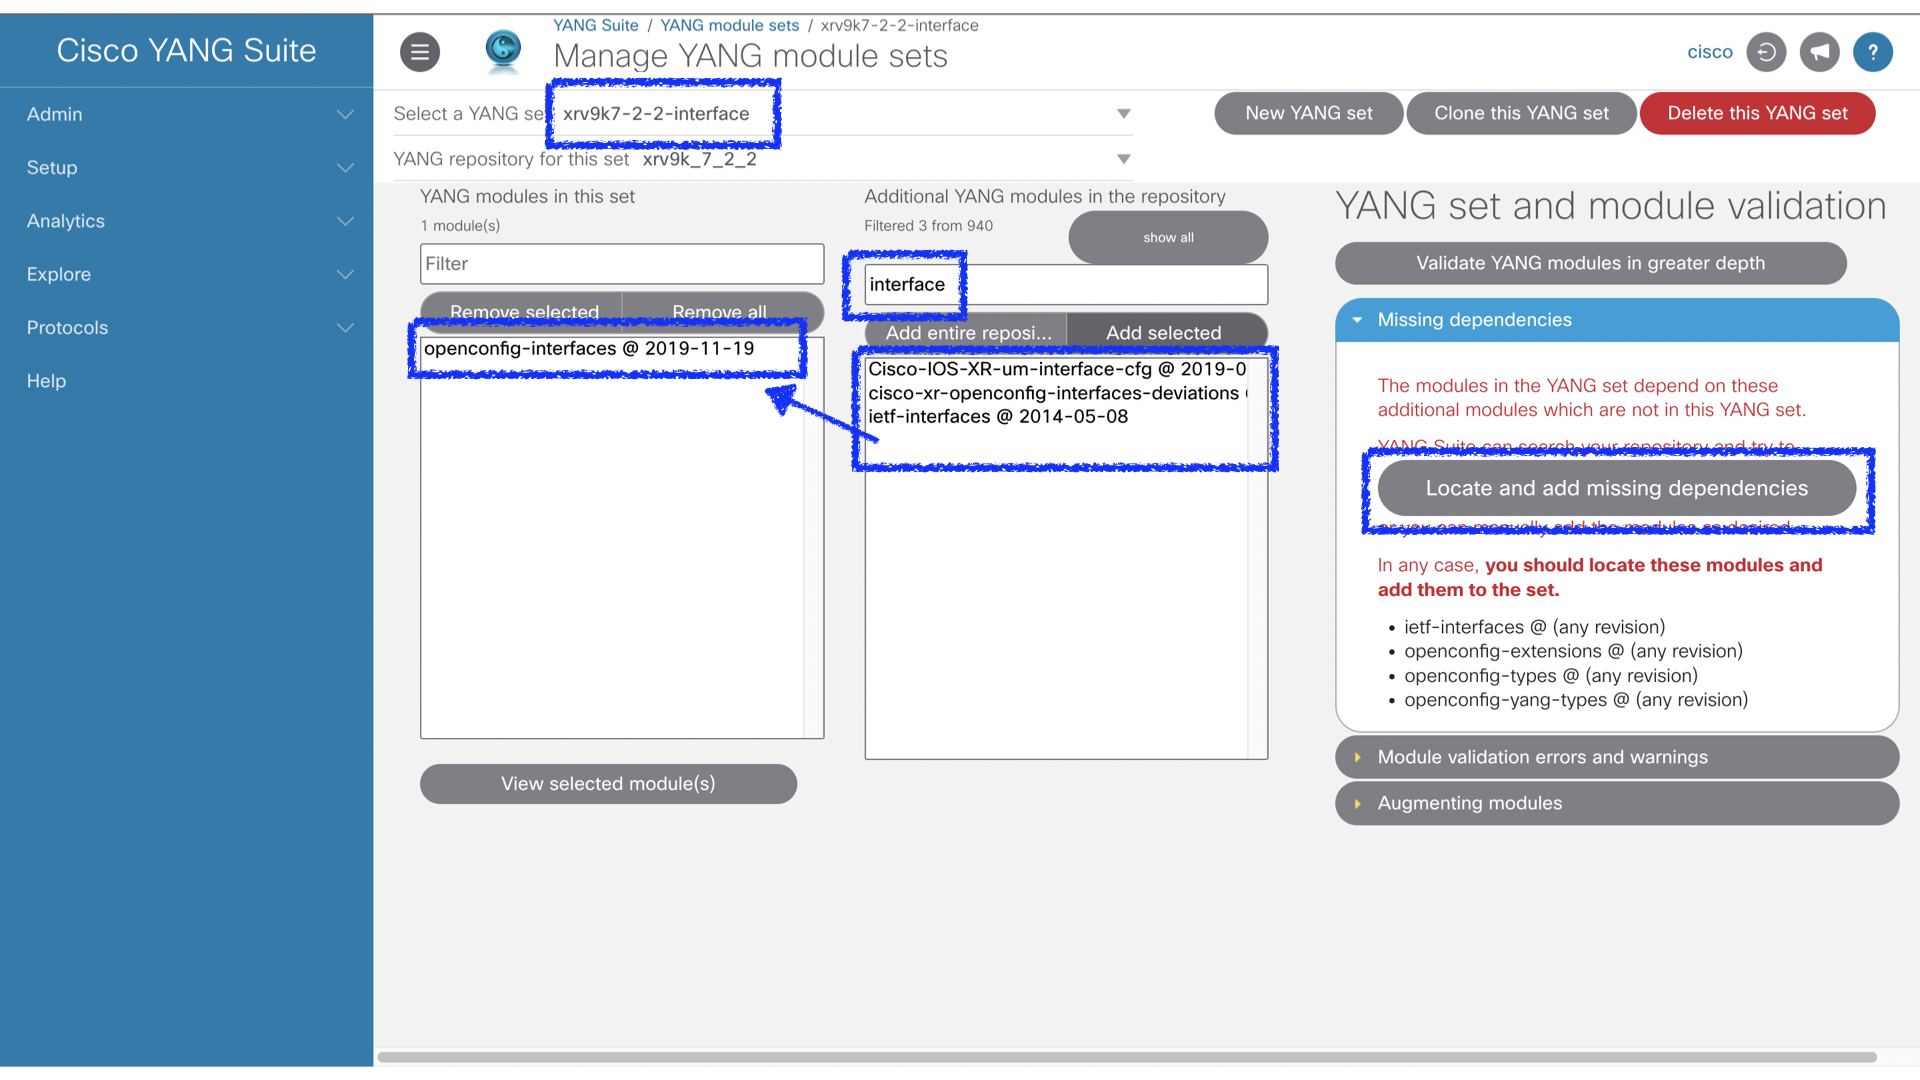 Cisco YANG Suite
Admin
Setup
Analytics
Explore
Protocols
Help
YANG Suite / YANG module sets / xrv9k7-2-2-interface
Manage YANG module sets
cisco
?
Select a YANG se xrv9k7-2-2-interface
New YANG set
Clone this YANG set
Delete this YANG set
YANG repository for this set xrv9k_7_2_2
YANG modules in this set
1 module(s)
Filter
Remove selected
Remove all
openconfig-interfaces @ 2019-11-19
View selected module(s)
Additional YANG modules in the repository
Filtered 3 from 940
show all
interface
Add entire reposi...
Add selected
Cisco-IOS-XR-um-interface-cfg @ 2019-0
cisco-xr-openconfig-interfaces-deviations
ietf-interfaces @ 2014-05-08
YANG set and module validation
Validate YANG modules in greater depth
Missing dependencies
The modules in the YANG set depend on these
additional modules which are not in this YANG set.
YANG Suite can search your repository and try to
Locate and add missing dependencies
or you can manually add the modules as desired.
In any case, you should locate these modules and
add them to the set.
• ietf-interfaces @ (any revision)
• openconfig-extensions @ (any revision)
• openconfig-types @ (any revision)
• openconfig-yang-types @ (any revision)
Module validation errors and warnings
Augmenting modules